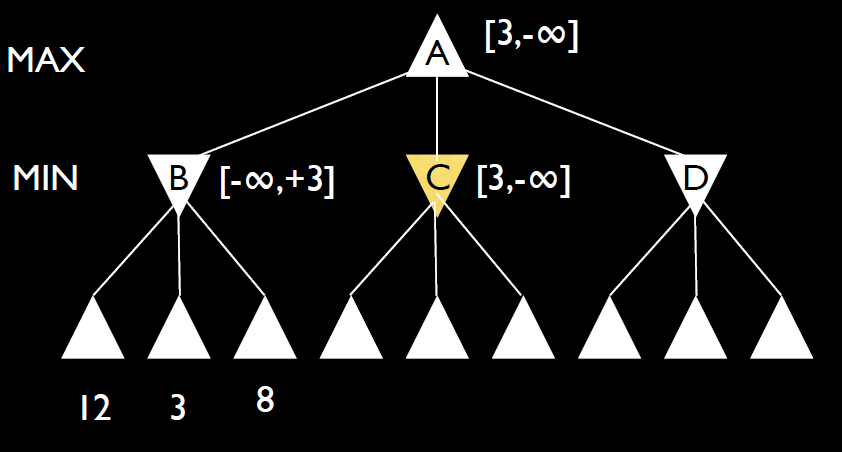 MAX A [3,-∞]
MIN B [-∞,+3] C [3,-∞] D
12 3 8